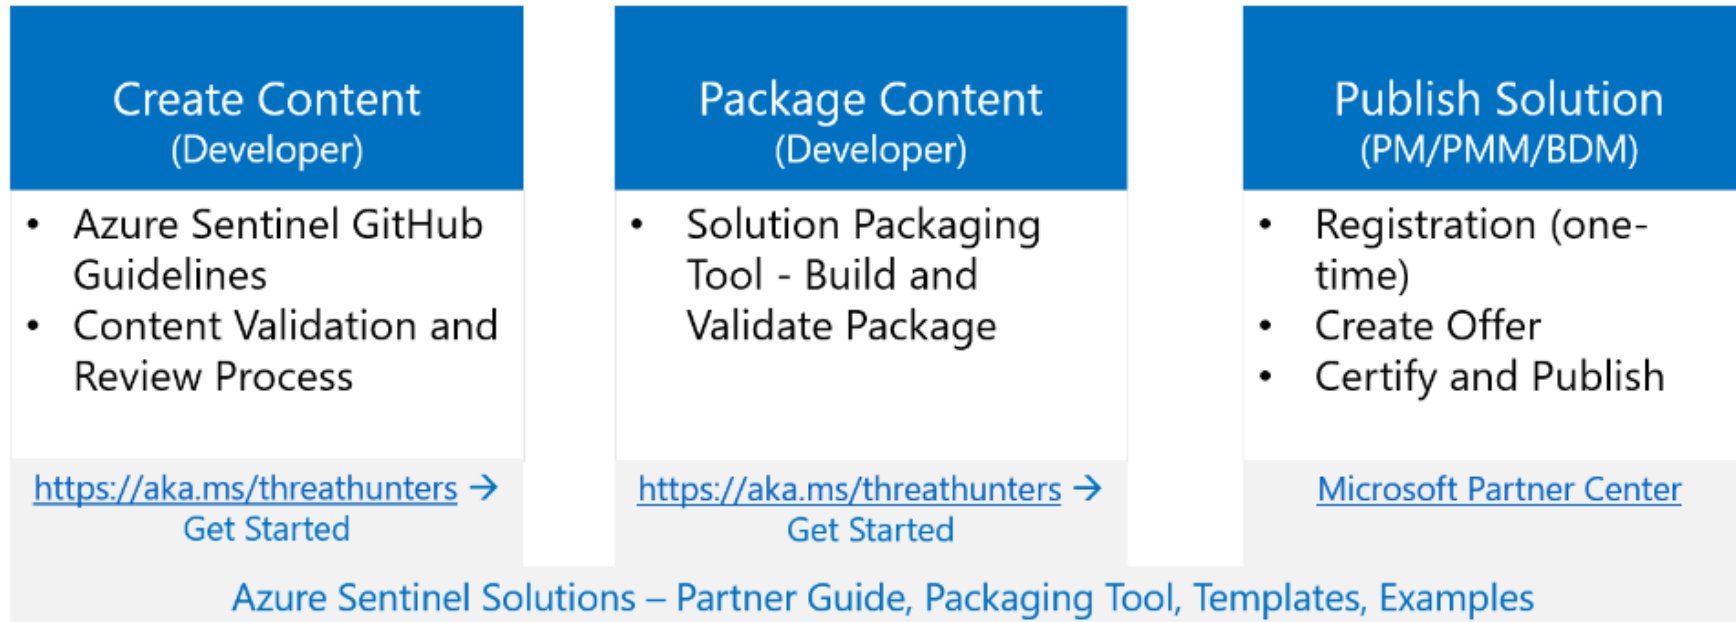 Create Content
(Developer)
• Azure Sentinel GitHub
Guidelines
• Content Validation and
Review Process
https://aka.ms/threathunters →
Get Started
Package Content
(Developer)
• Solution Packaging
Tool - Build and
Validate Package
https://aka.ms/threathunters →
Get Started
Publish Solution
(PM/PMM/BDM)
• Registration (one-
time)
• Create Offer
• Certify and Publish
Microsoft Partner Center
Azure Sentinel Solutions – Partner Guide, Packaging Tool, Templates, Examples